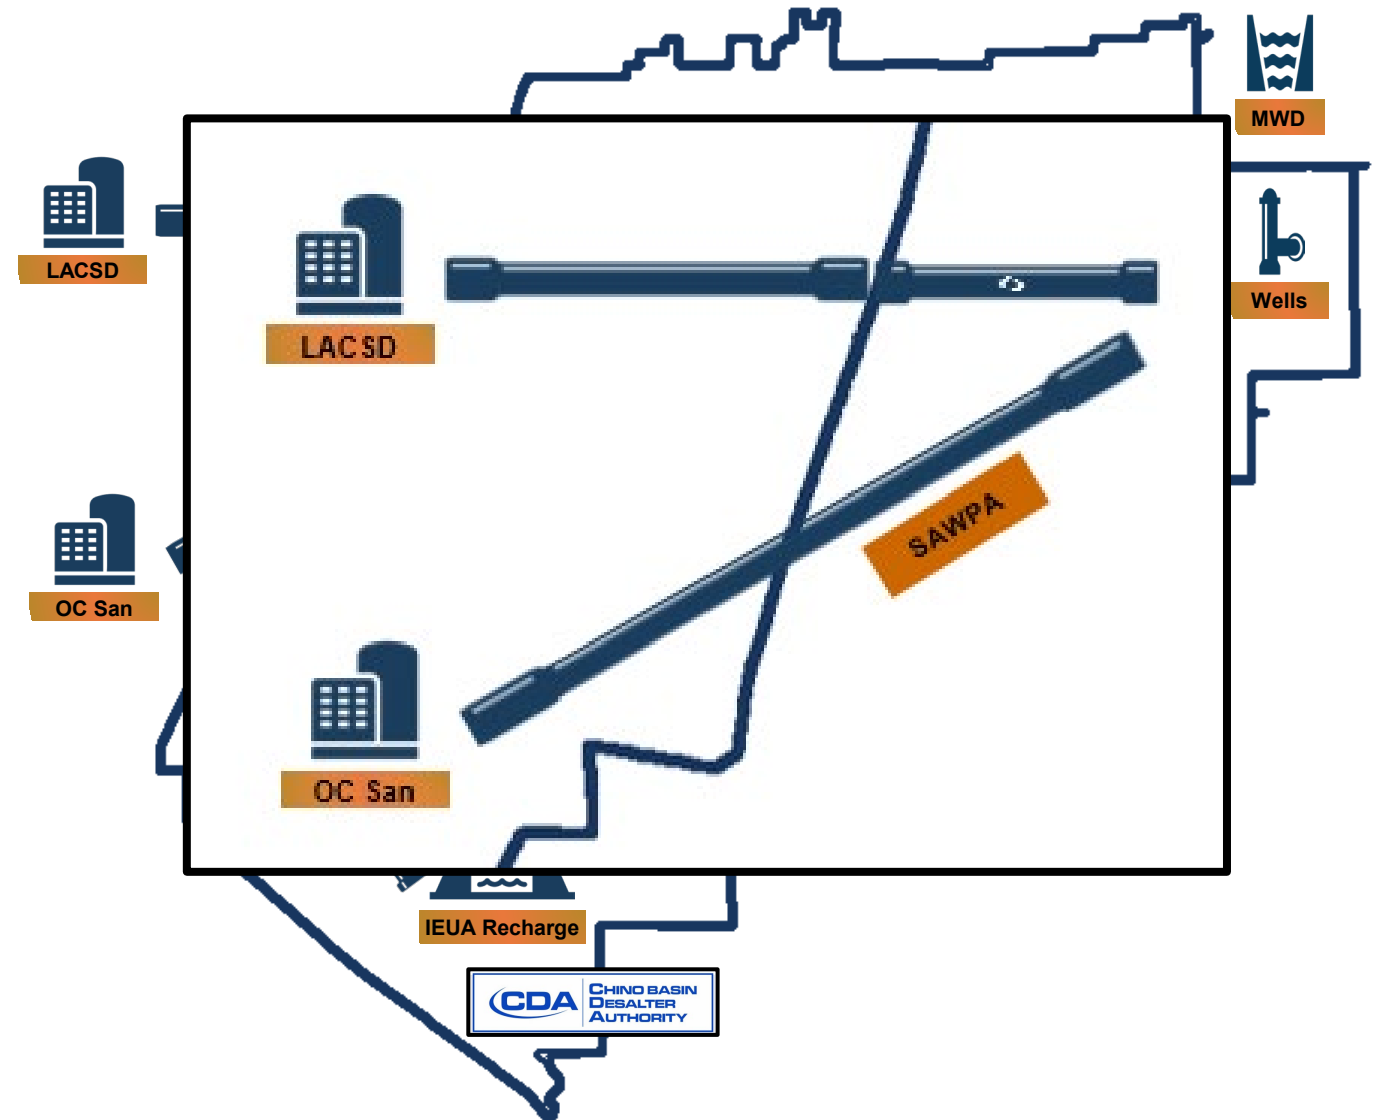 MWD
LACSD
Wells
LACSD
SAWPA
OC San
OC San
IEUA Recharge
CDA
CHINO BASIN
DESALTER
AUTHORITY